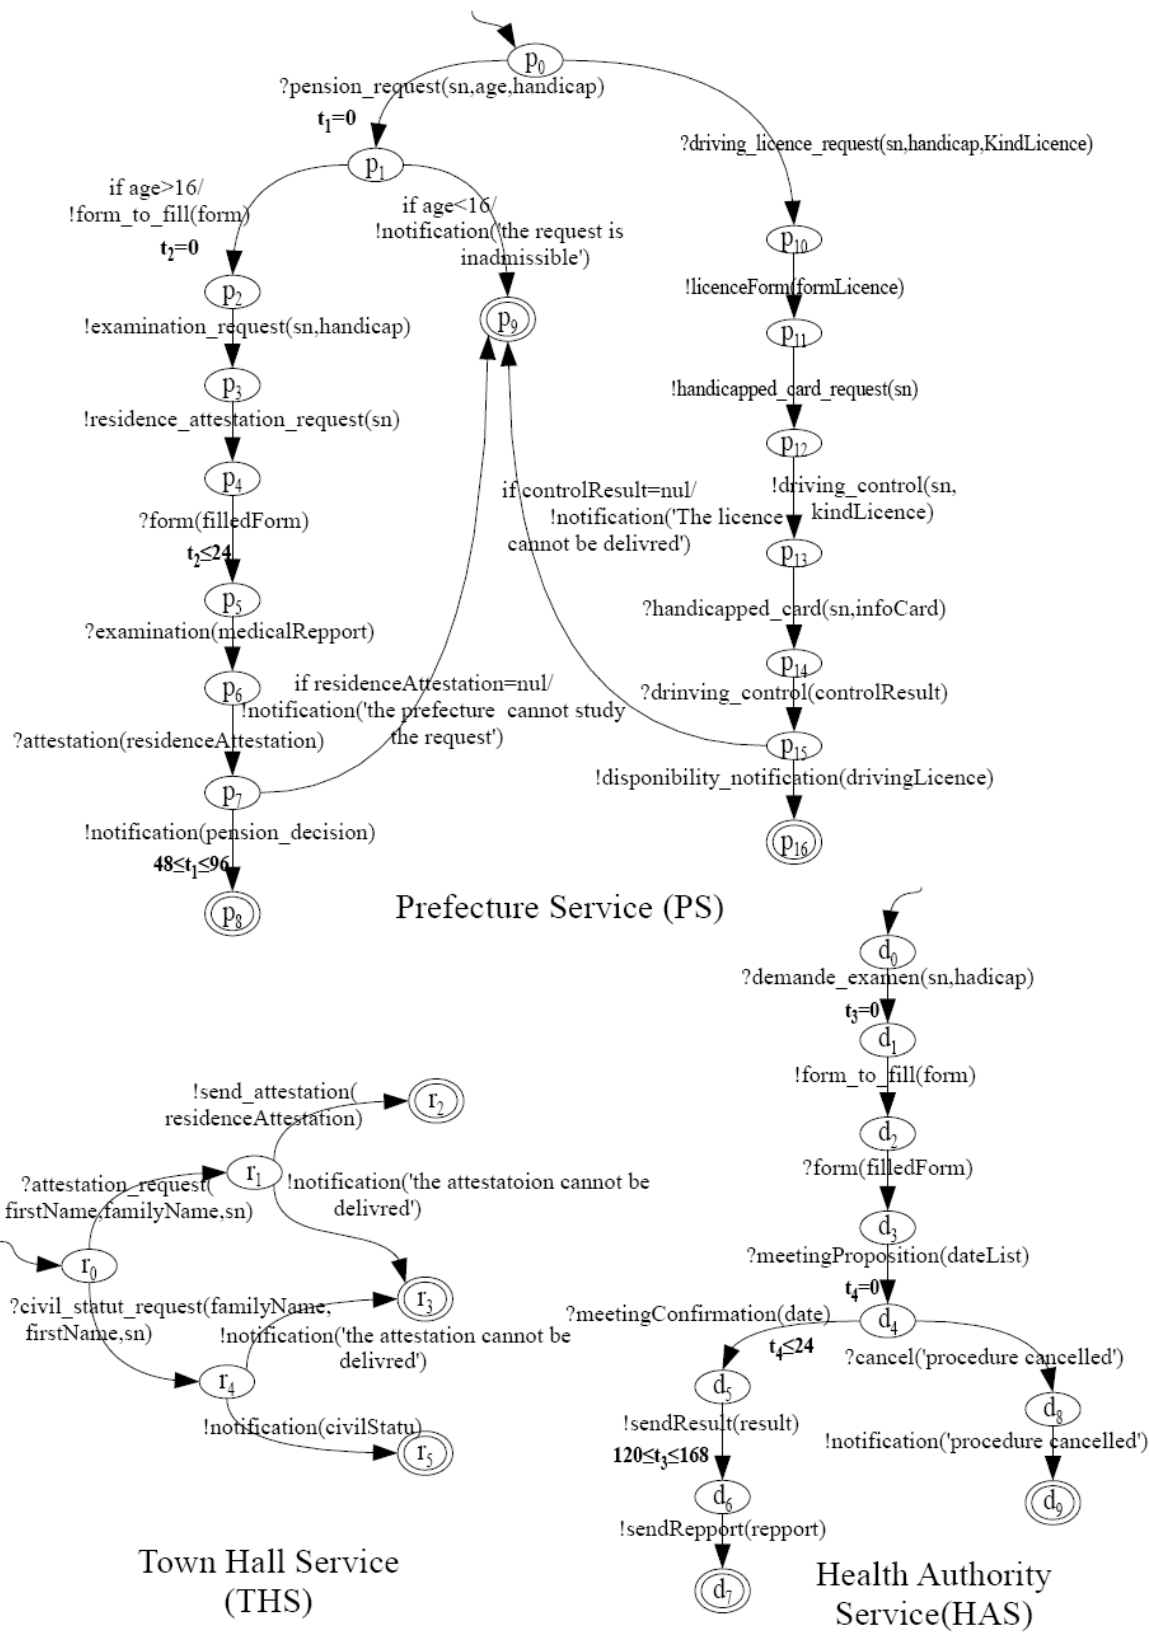 p0
?pension_request(sn,age,handicap)
t1=0
?driving_licence_request(sn,handicap,KindLicence)
p1
if age>16/
!form_to_fill(form)
t2=0
if age<16/
!notification('the request is
inadmissible')
p10
!licenceForm(formLicence)
p2
!examination_request(sn,handicap)
p9
p11
p3
!handicapped_card_request(sn)
!residence_attestation_request(sn)
p12
p4
if controlResult=nul/
!notification('The licence
cannot be delivred')
!driving_control(sn,
kindLicence)
?form(filledForm)
t2≤24
p13
p5
?handicapped_card(sn,infoCard)
?examination(medicalRepport)
p14
p6
if residenceAttestation=nul/
!notification('the prefecture cannot study
the request')
?drinving_control(controlResult)
?attestation(residenceAttestation)
p15
p7
!disponibility_notification(drivingLicence)
!notification(pension_decision)
48≤t1≤96
p16
p8
Prefecture Service (PS)
d0
?demande_examen(sn,hadicap)
t3=0
d1
!form_to_fill(form)
d2
?form(filledForm)
d3
?meetingProposition(dateList)
t4=0
d4
?meetingConfirmation(date)
t4≤24
?cancel('procedure cancelled')
d5
d8
!sendResult(result)
120≤t3≤168
!notification('procedure cancelled')
d6
d9
!sendRepport(repport)
d7
Health Authority
Service(HAS)
!send_attestation(
residenceAttestation)
r2
r1
?attestation_request(
firstName,familyName,sn)
!notification('the attestatoion cannot be
delivred')
r0
?civil_statut_request(familyName,
firstName,sn)
r3
!notification('the attestation cannot be
delivred')
r4
!notification(civilStatu)
r5
Town Hall Service
(THS)